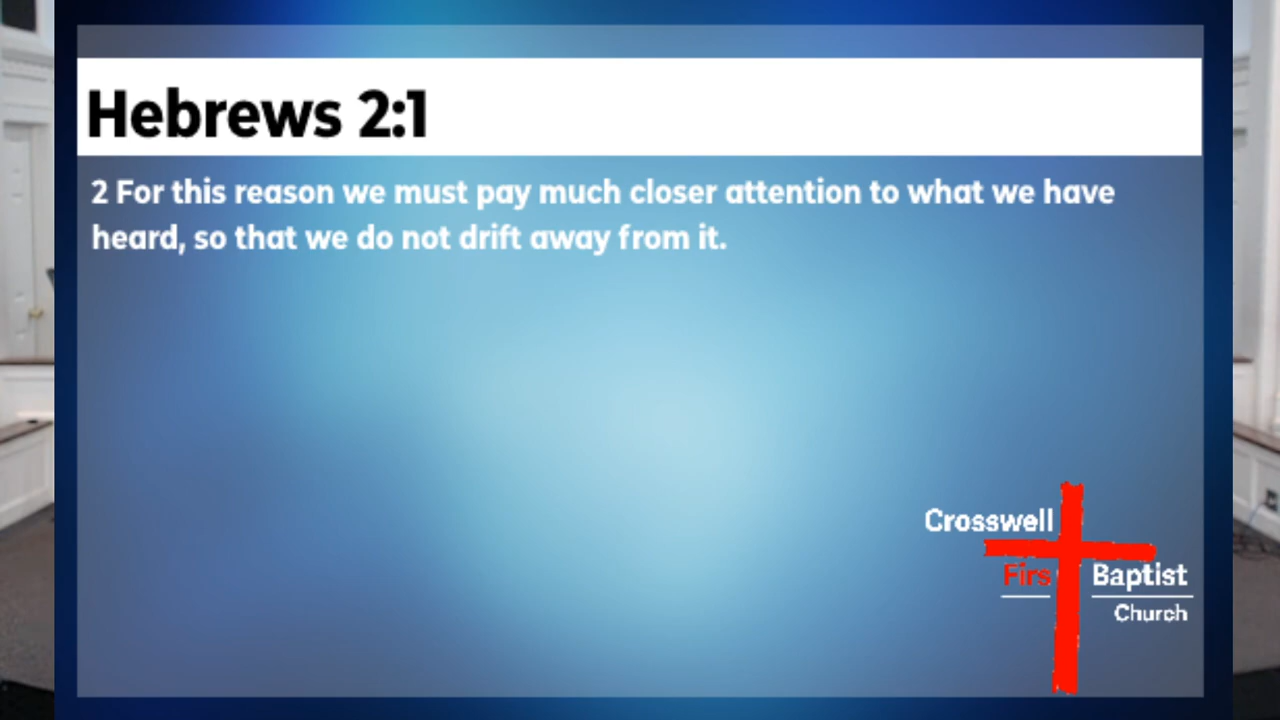 Hebrews 2:1
2 For this reason we must pay much closer attention to what we have
heard, so that we do not drift away from it.
Crosswell
Firs Baptist
Church